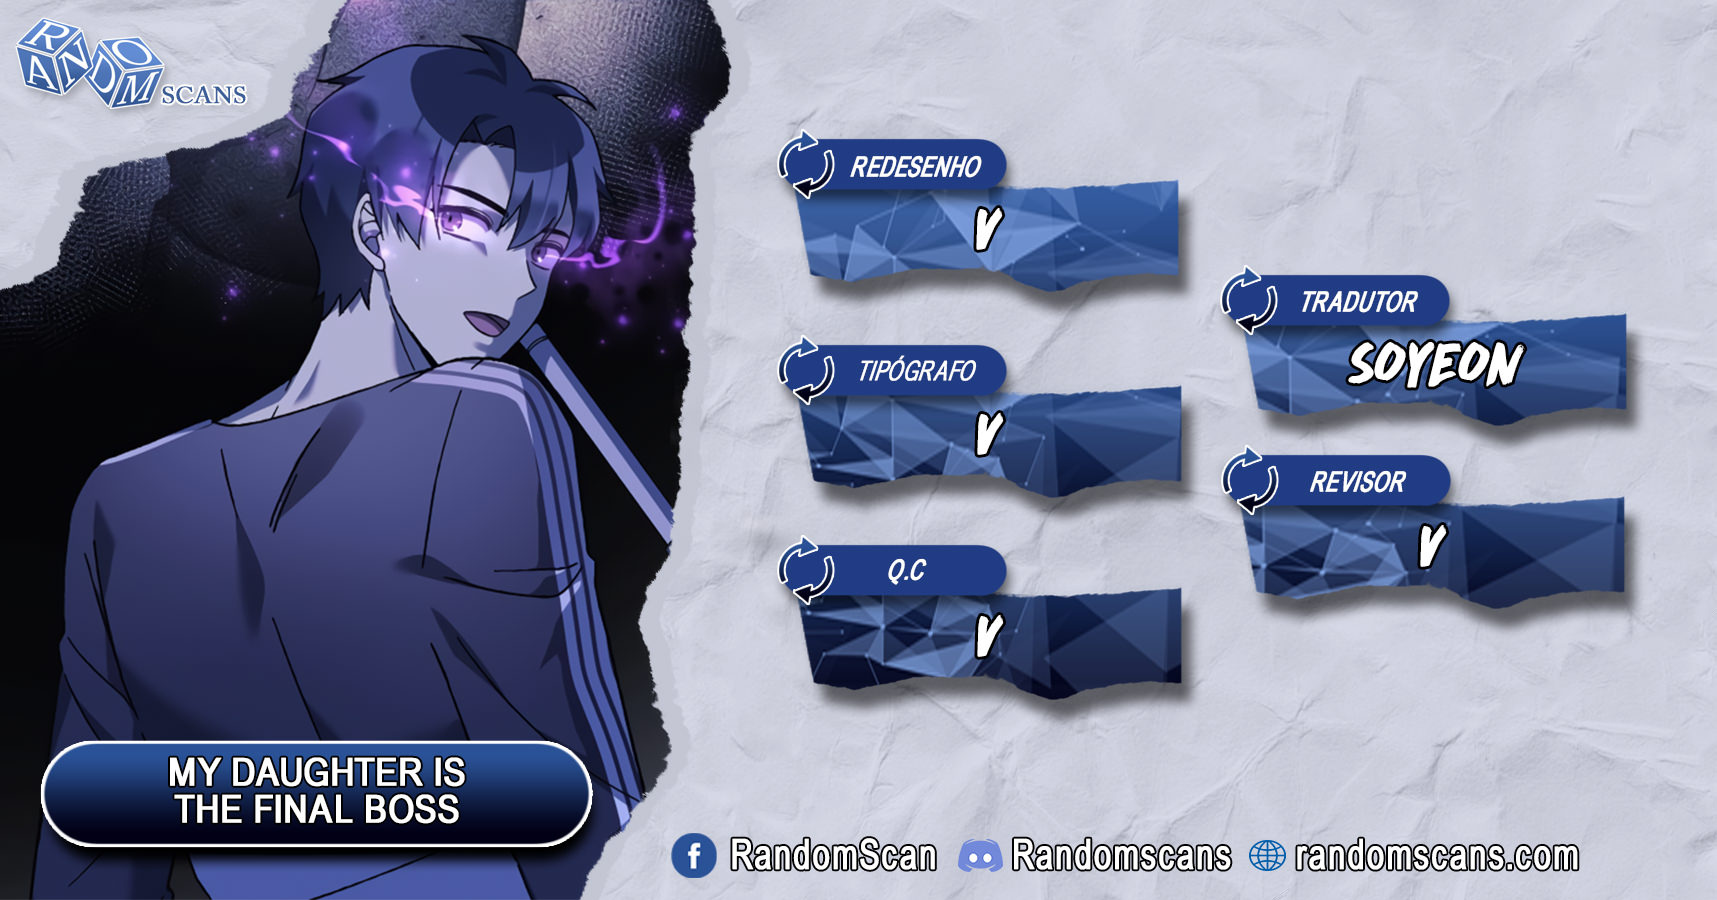 RANDOM SCANS
REDESENHO
V
TIPÓGRAFO
V
Q.C
V
TRADUTOR
SOYEON
REVISOR
V
MY DAUGHTER IS
THE FINAL BOSS
RandomScan
Randomscans
randomscans.com